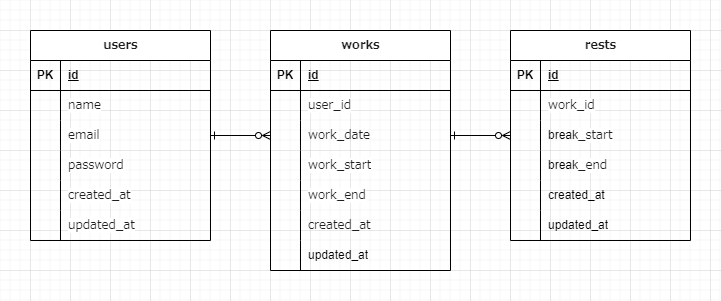 users
PK id
name
email
password
created_at
updated_at
works
PK id
user_id
work_date
work_start
work_end
created_at
updated_at
rests
PK id
work_id
break_start
break_end
created_at
updated_at